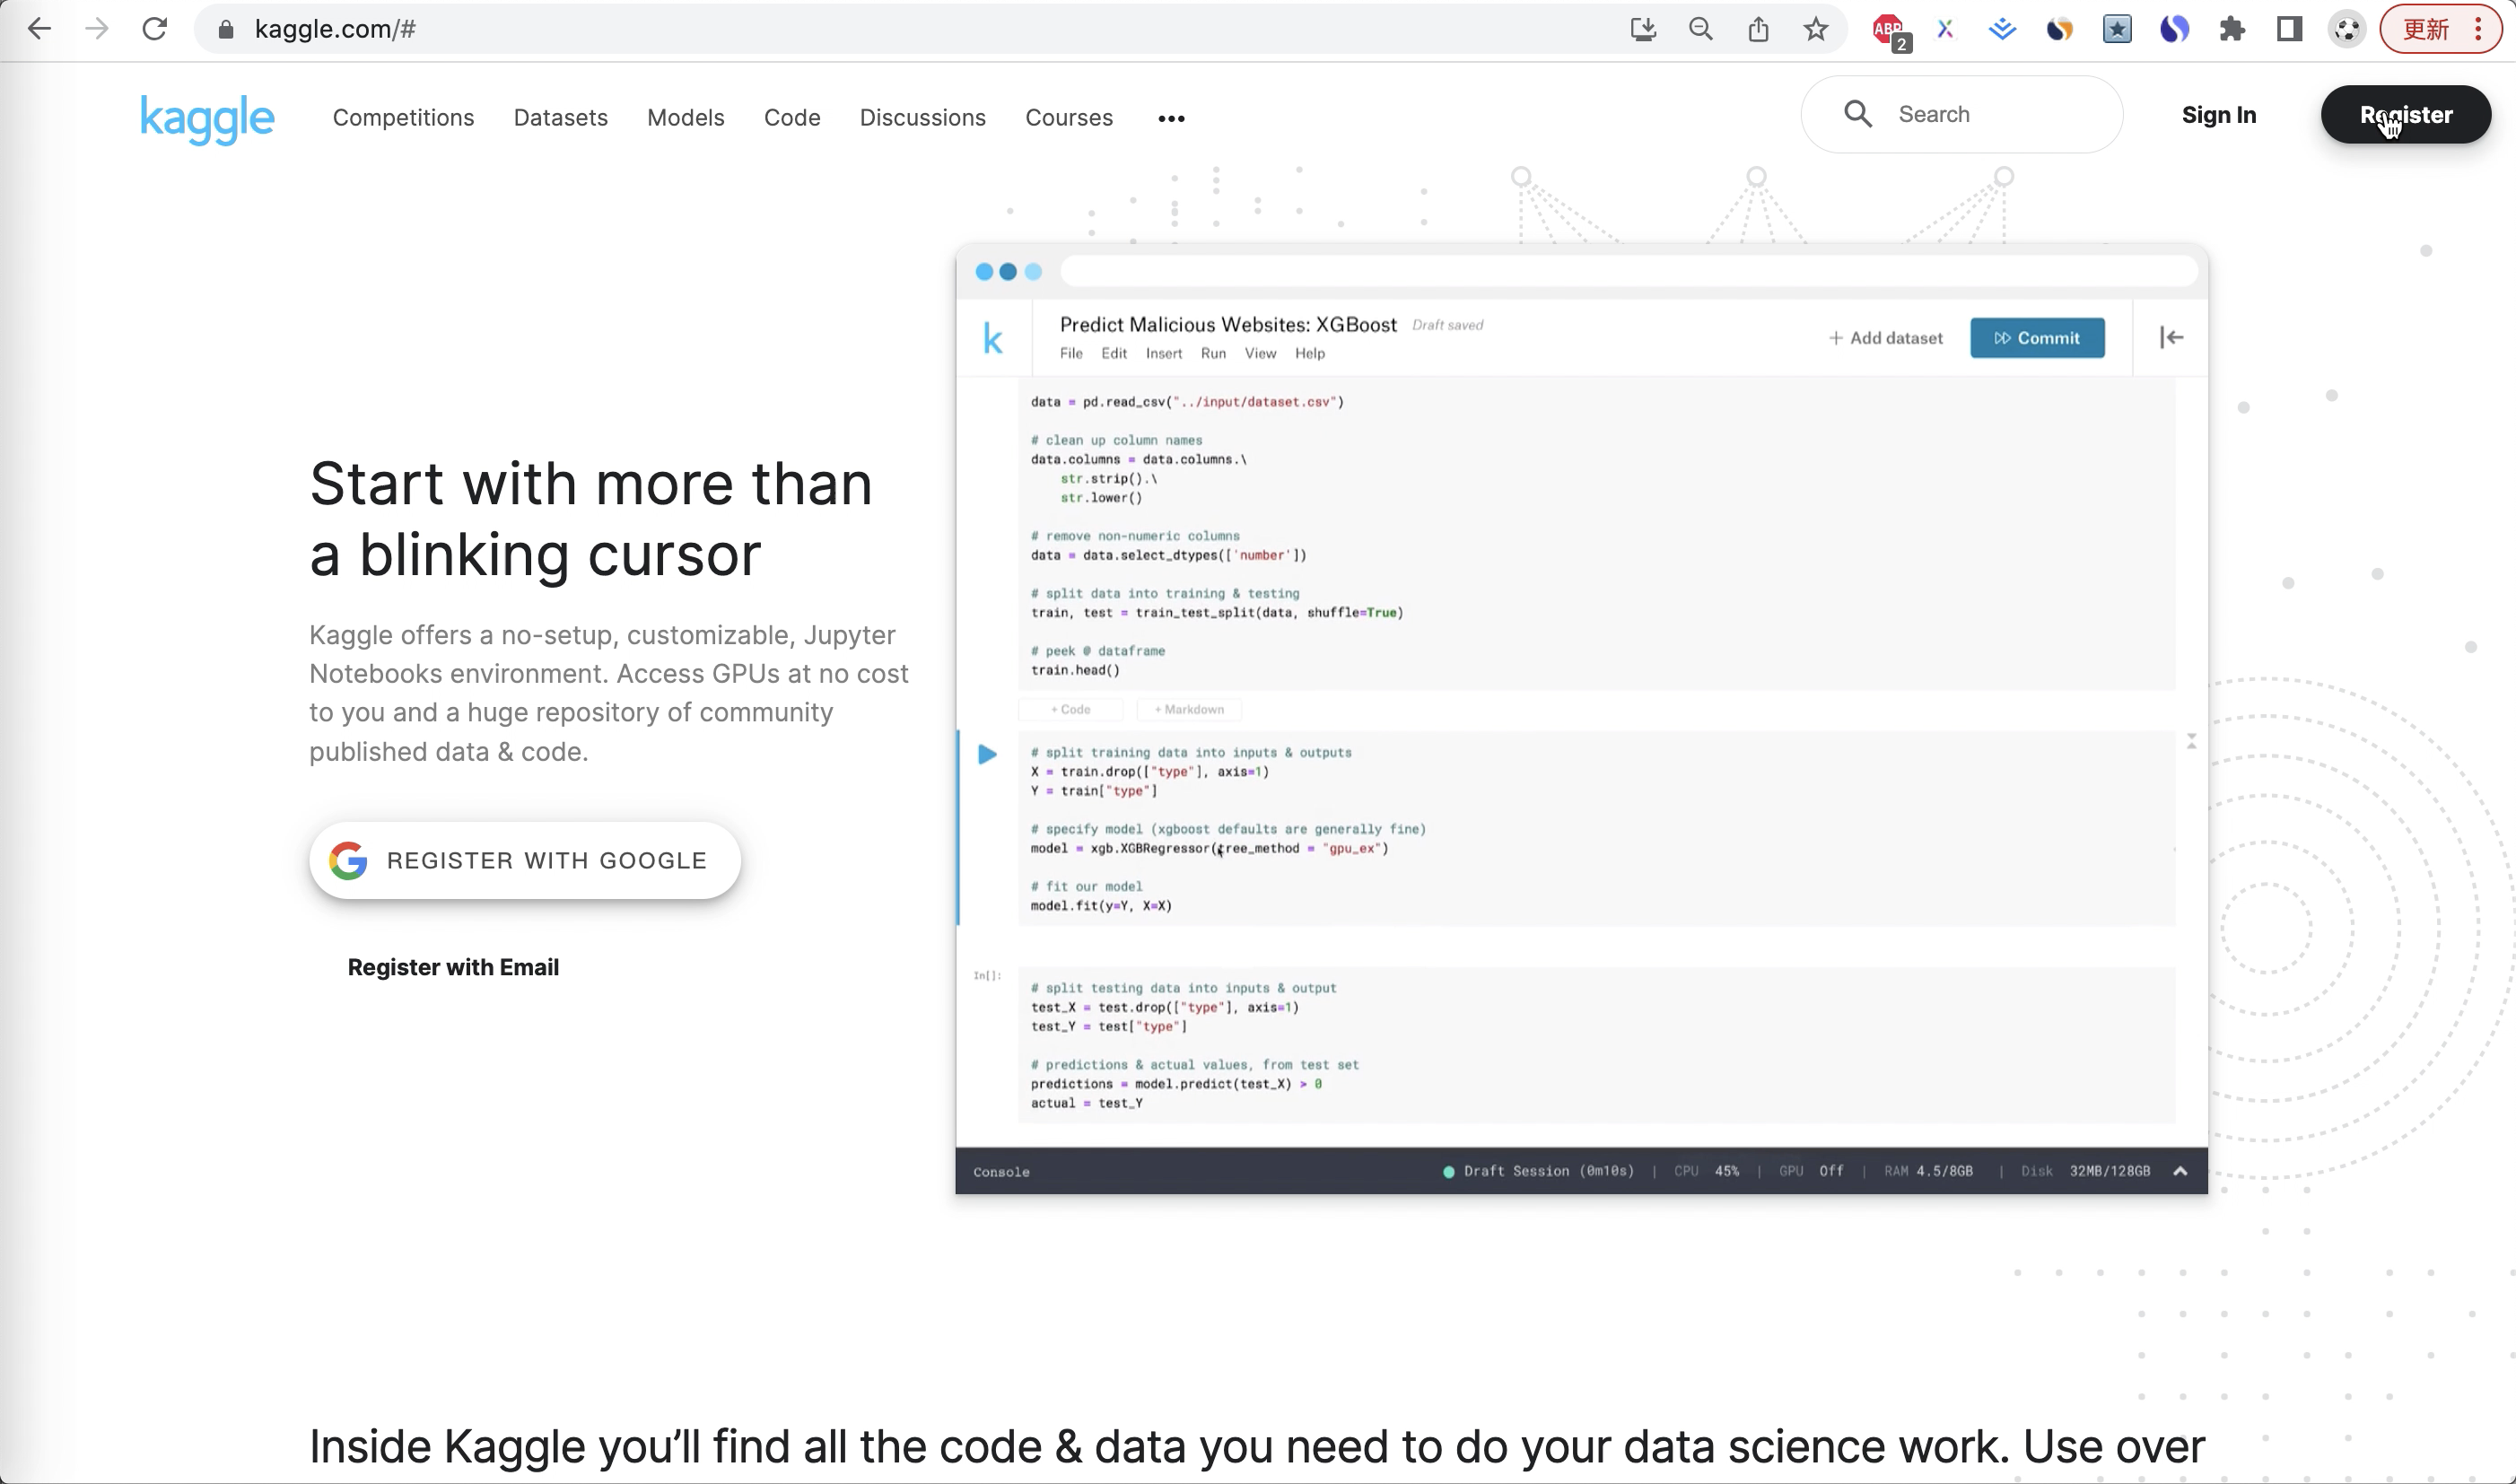 kaggle.com/#
ABP
2
更新
kaggle
Competitions
Datasets
Models
Code
Discussions
Courses
•••
Search
Sign In
Register
Start with more than
a blinking cursor
Kaggle offers a no-setup, customizable, Jupyter
Notebooks environment. Access GPUs at no cost
to you and a huge repository of community
published data & code.
REGISTER WITH GOOGLE
Register with Email
k
Predict Malicious Websites: XGBoost Draft saved
File Edit Insert Run View Help
+ Add dataset
Commit
data = pd.read_csv("../input/dataset.csv")
# clean up column names
data.columns = data.columns.\
str.strip().\
str.lower()
# remove non-numeric columns
data = data.select_dtypes(['number'])
# split data into training & testing
train, test = train_test_split(data, shuffle=True)
# peek @ dataframe
train.head()
+ Code + Markdown
# split training data into inputs & outputs
X = train.drop(["type"], axis=1)
Y = train["type"]
# specify model (xgboost defaults are generally fine)
model = xgb.XGBRegressor(tree_method = "gpu_ex")
# fit our model
model.fit(y=Y, X=X)
In[]:
# split testing data into inputs & output
test_X = test.drop(["type"], axis=1)
test_Y = test["type"]
# predictions & actual values, from test set
predictions = model.predict(test_X) > 0
actual = test_Y
Console
Draft Session (0m10s) | CPU 45% | GPU Off | RAM 4.5/8GB | Disk 32MB/128GB
Inside Kaggle you'll find all the code & data you need to do your data science work. Use over